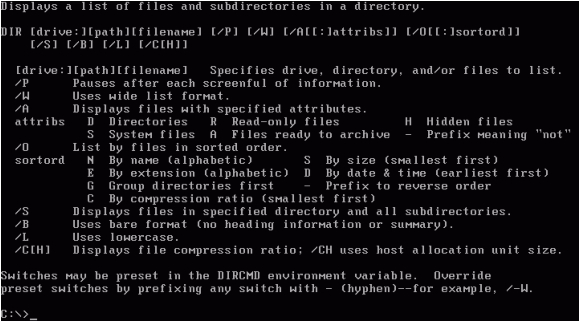 Displays a list of files and subdirectories in a directory.
DIR [drive:][path][filename] [/P] [/W] [/A[[:]attribs]] [/O[[:]sortord]]
[/S] [/B] [/L] [/C[H]]
[drive:][path][filename] Specifies drive, directory, and/or files to list.
/P Pauses after each screenful of information.
/W Uses wide list format.
/A Displays files with specified attributes.
attribs D Directories R Read-only files H Hidden files
S System files A Files ready to archive - Prefix meaning "not"
/O List by files in sorted order.
sortord N By name (alphabetic) S By size (smallest first)
E By extension (alphabetic) D By date & time (earliest first)
G Group directories first - Prefix to reverse order
C By compression ratio (smallest first)
/S Displays files in specified directory and all subdirectories.
/B Uses bare format (no heading information or summary).
/L Uses lowercase.
/C[H] Displays file compression ratio; /CH uses host allocation unit size.
Switches may be preset in the DIRCMD environment variable. Override
preset switches by prefixing any switch with - (hyphen)--for example, /-W.
C:\>_